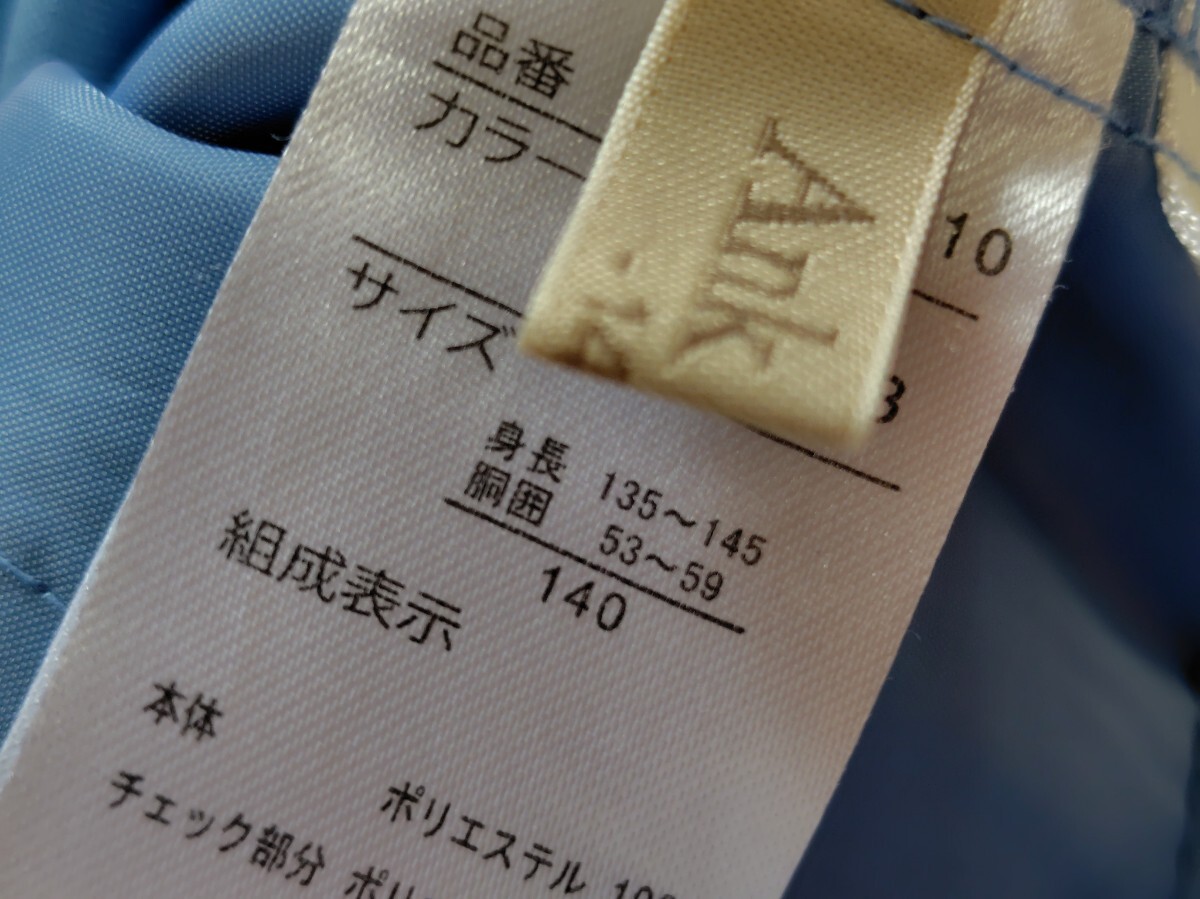 品番
カラー
10
サイズ
3
身長 135～145
胴囲 53～59
140
組成表示
本体
ポリエステル
チェック部分
Ank